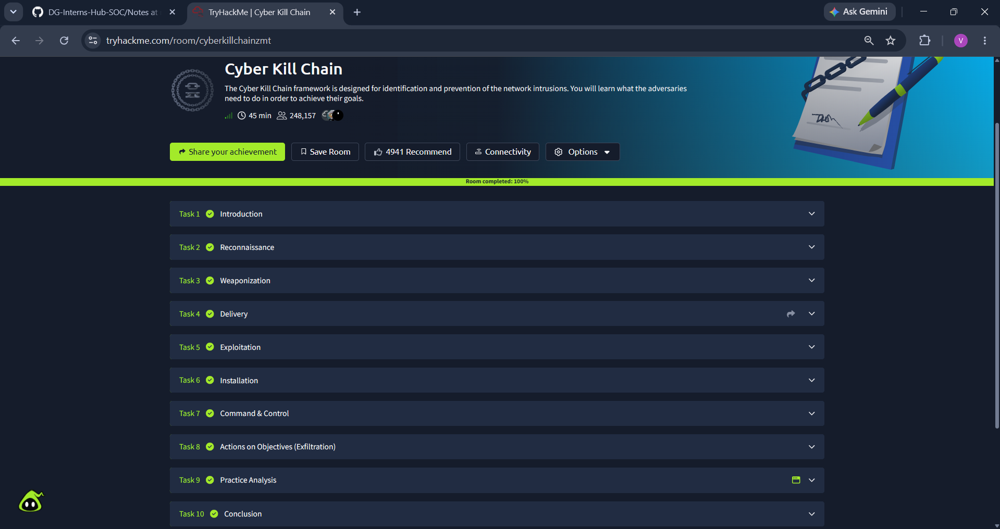 DG-Interns-Hub-SOC/Notes at
TryHackMe | Cyber Kill Chain
Ask Gemini
tryhackme.com/room/cyberkillchainzmt
V
Cyber Kill Chain
The Cyber Kill Chain framework is designed for identification and prevention of the network intrusions. You will learn what the adversaries
need to do in order to achieve their goals.
45 min 248,157
Share your achievement
Save Room
4941 Recommend
Connectivity
Options
Room completed: 100%
Task 1 Introduction
Task 2 Reconnaissance
Task 3 Weaponization
Task 4 Delivery
Task 5 Exploitation
Task 6 Installation
Task 7 Command & Control
Task 8 Actions on Objectives (Exfiltration)
Task 9 Practice Analysis
Task 10 Conclusion